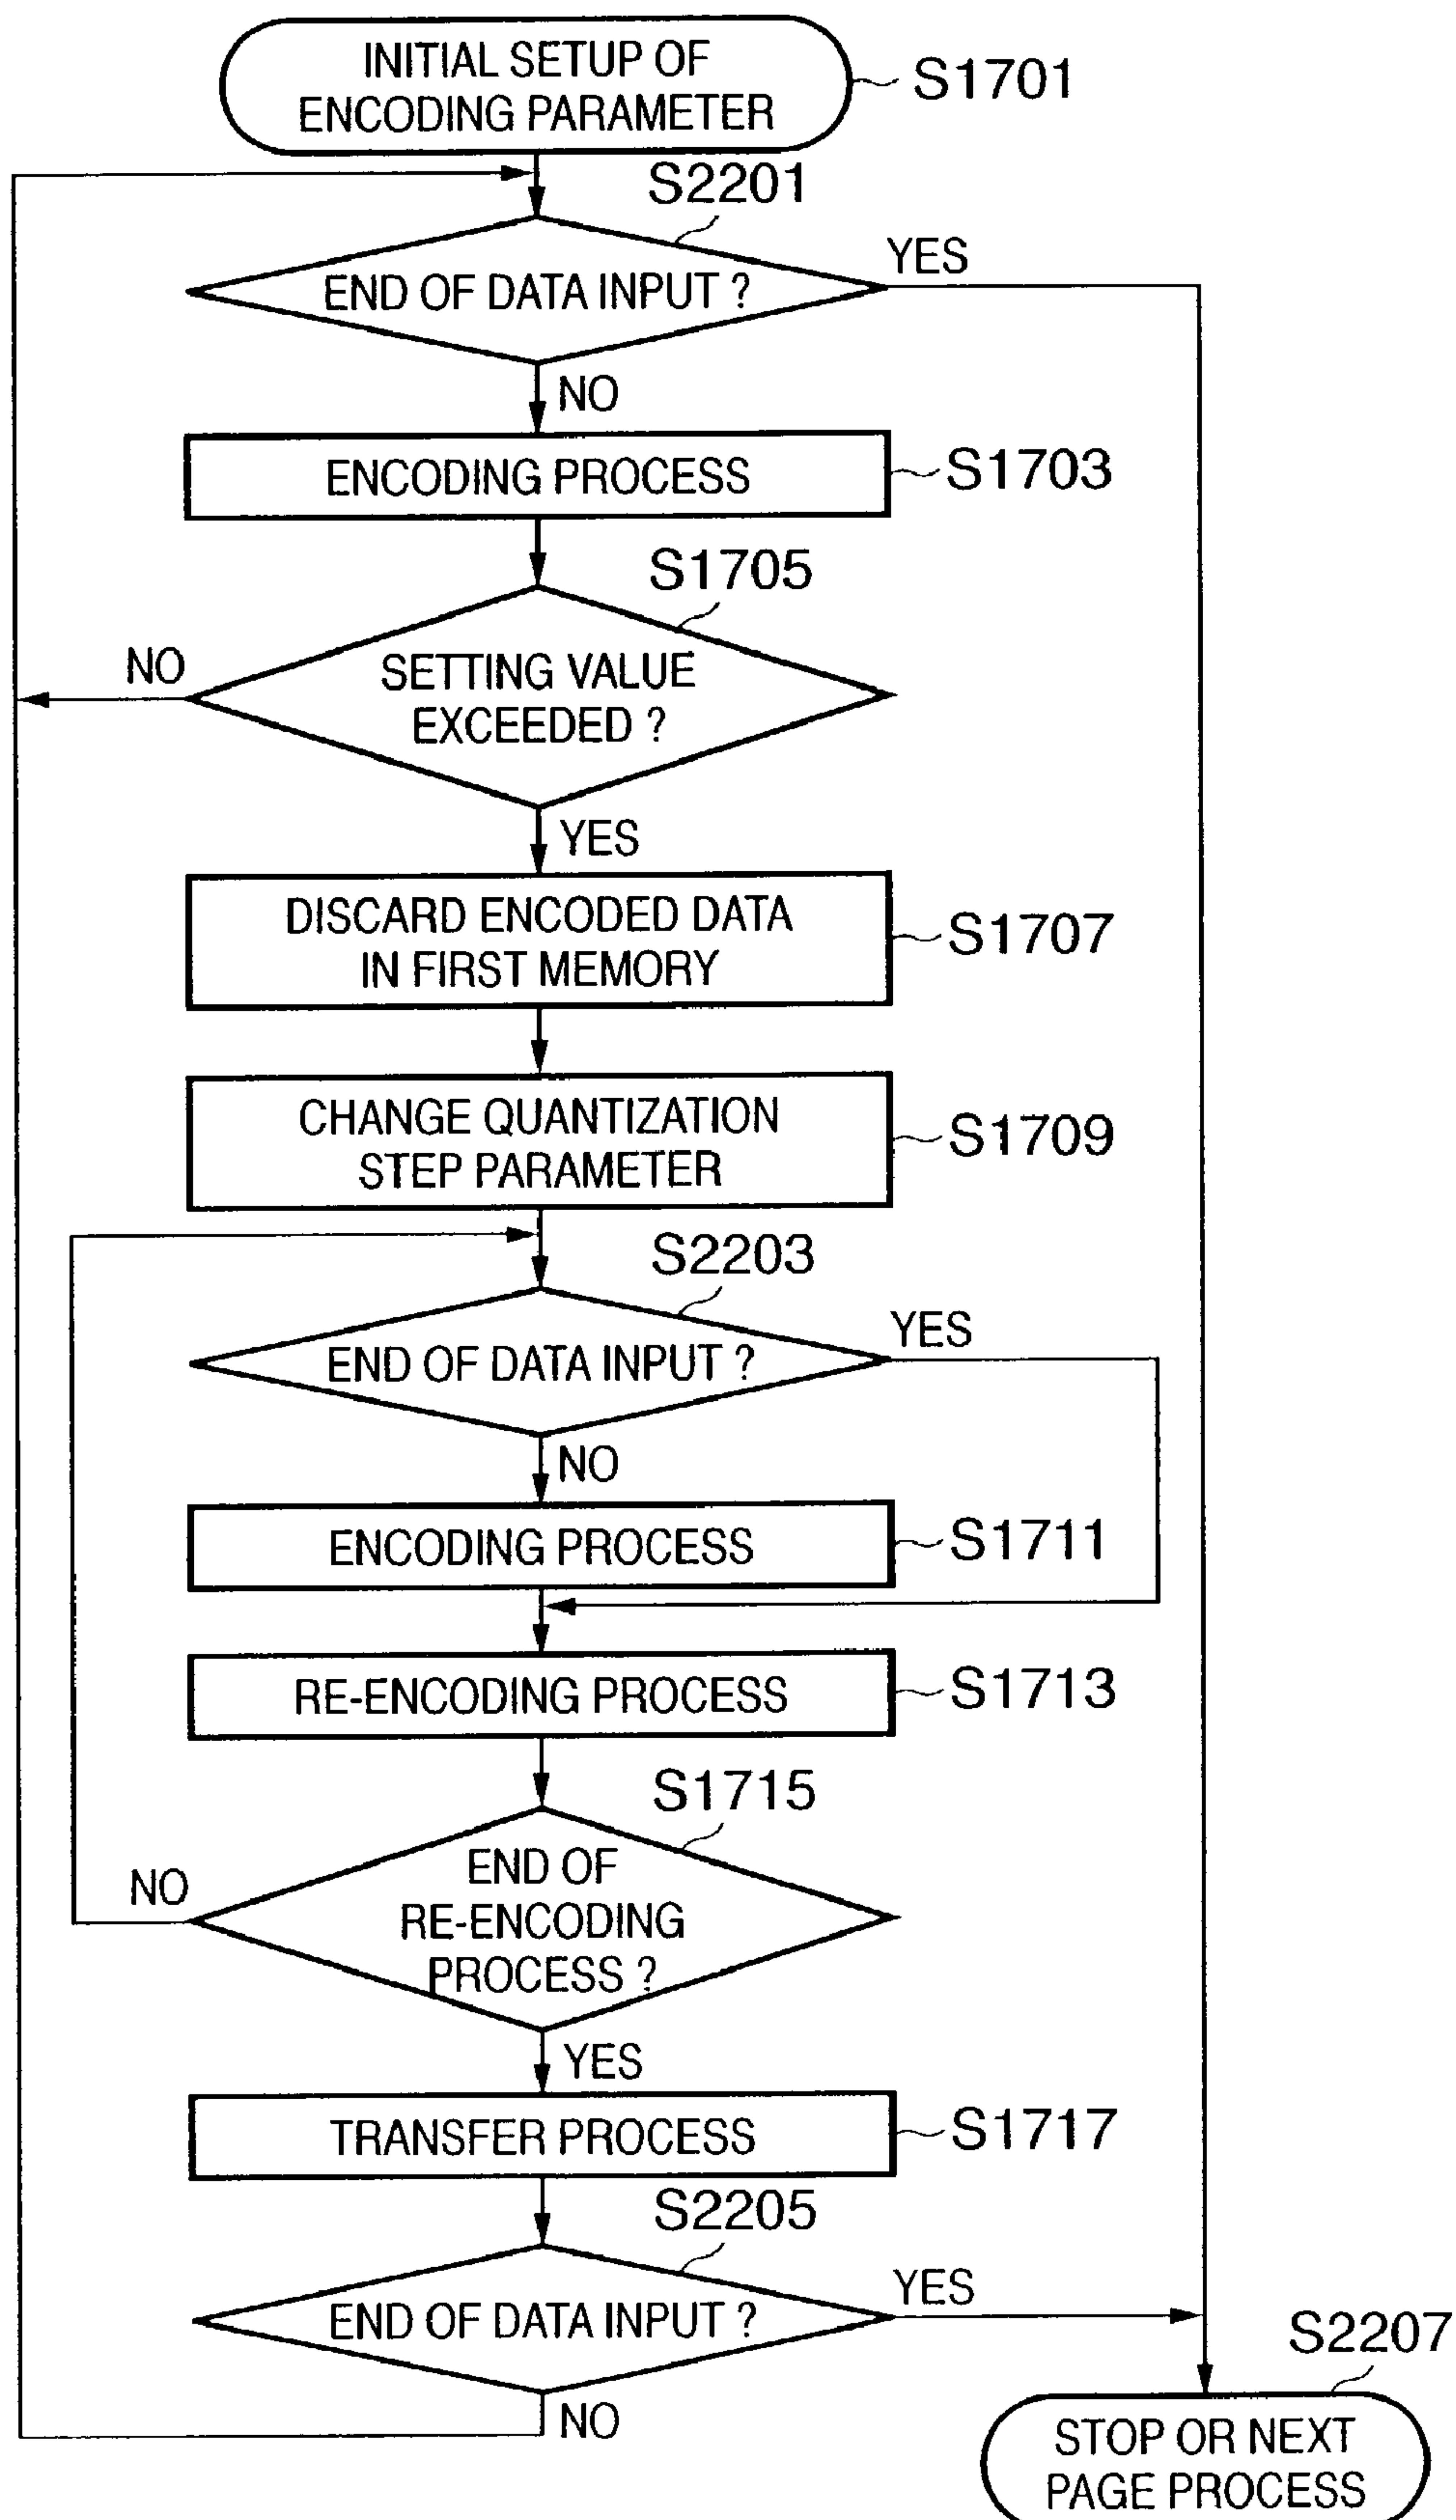 INITIAL SETUP OF
ENCODING PARAMETER
S1701
S2201
END OF DATA INPUT ?
YES
NO
ENCODING PROCESS
S1703
S1705
SETTING VALUE
EXCEEDED ?
NO
YES
DISCARD ENCODED DATA
IN FIRST MEMORY
S1707
CHANGE QUANTIZATION
STEP PARAMETER
S1709
S2203
END OF DATA INPUT ?
YES
NO
ENCODING PROCESS
S1711
RE-ENCODING PROCESS
S1713
S1715
END OF
RE-ENCODING
PROCESS ?
NO
YES
TRANSFER PROCESS
S1717
S2205
END OF DATA INPUT ?
YES
NO
S2207
STOP OR NEXT
PAGE PROCESS